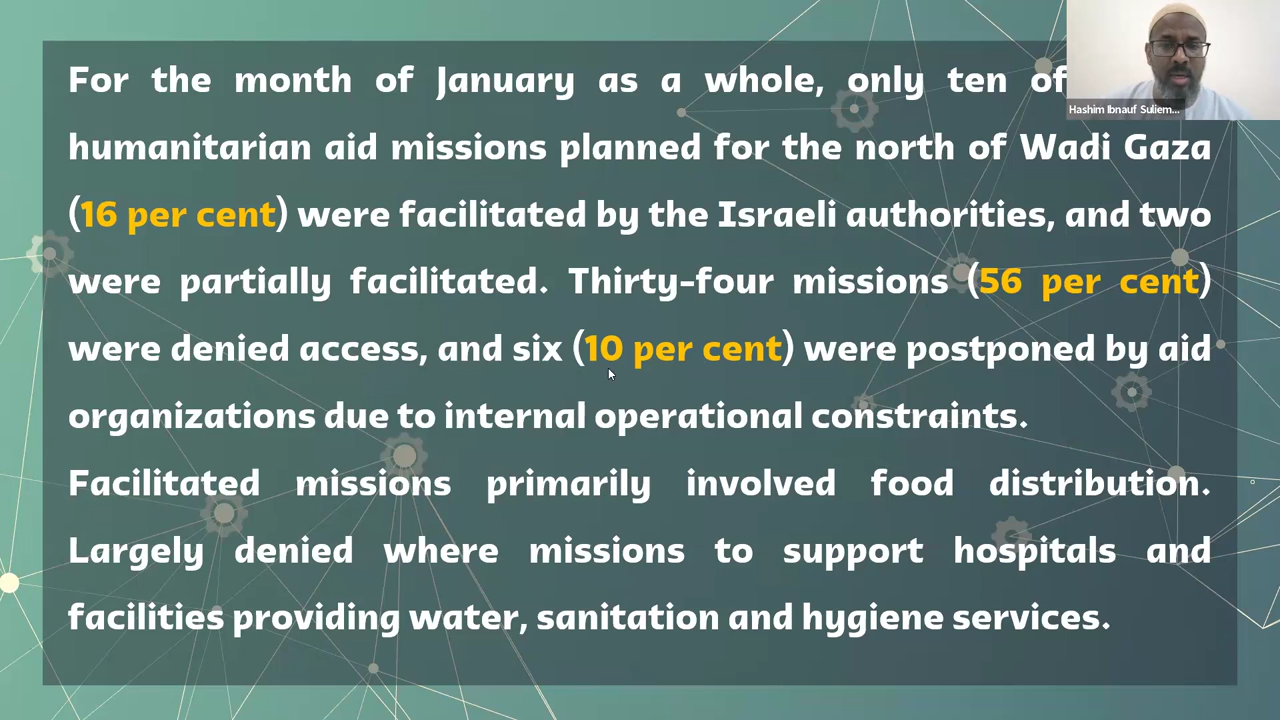 For the month of January as a whole, only ten of
humanitarian aid missions planned for the north of Wadi Gaza
(16 per cent) were facilitated by the Israeli authorities, and two
were partially facilitated. Thirty-four missions (56 per cent)
were denied access, and six (10 per cent) were postponed by aid
organizations due to internal operational constraints.
Facilitated missions primarily involved food distribution.
Largely denied where missions to support hospitals and
facilities providing water, sanitation and hygiene services.
Hashim Ibnauf Suliem...